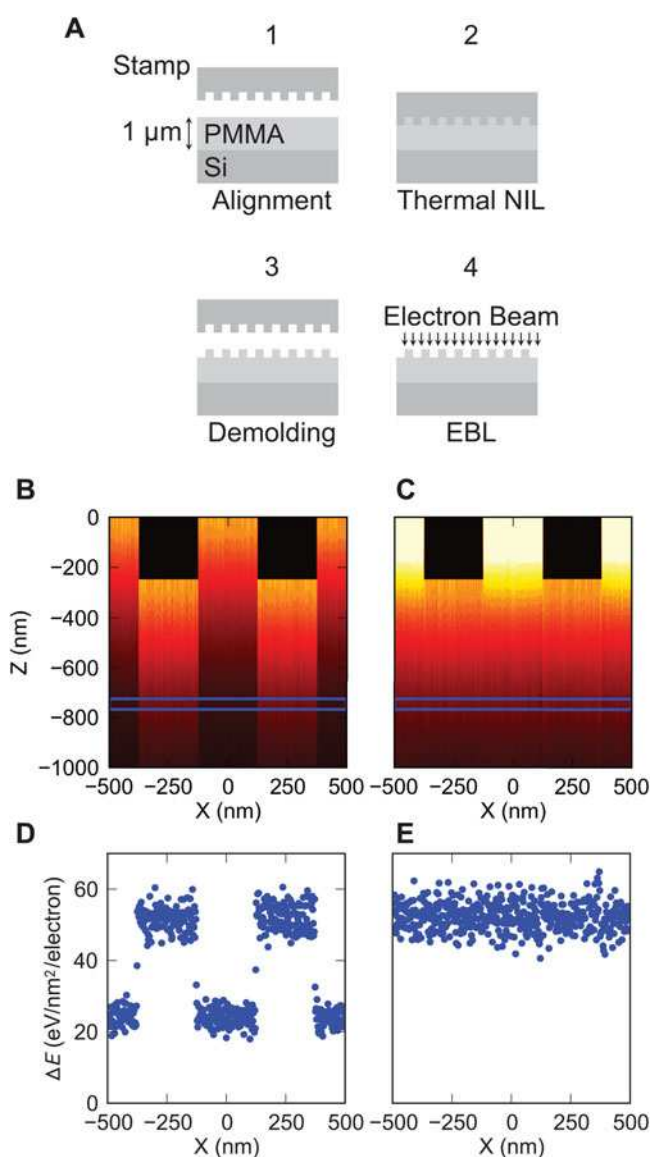 A
1
2
Stamp
1 μm
PMMA
Si
Alignment
Thermal NIL
3
4
Electron Beam
Demolding
EBL
B
C
0
−200
−400
−600
−800
−1000
Z (nm)
−500 −250 0 250 500
X (nm)
−500 −250 0 250 500
X (nm)
D
E
60
40
20
0
ΔE (eV/nm²/electron)
−500 −250 0 250 500
X (nm)
−500 −250 0 250 500
X (nm)